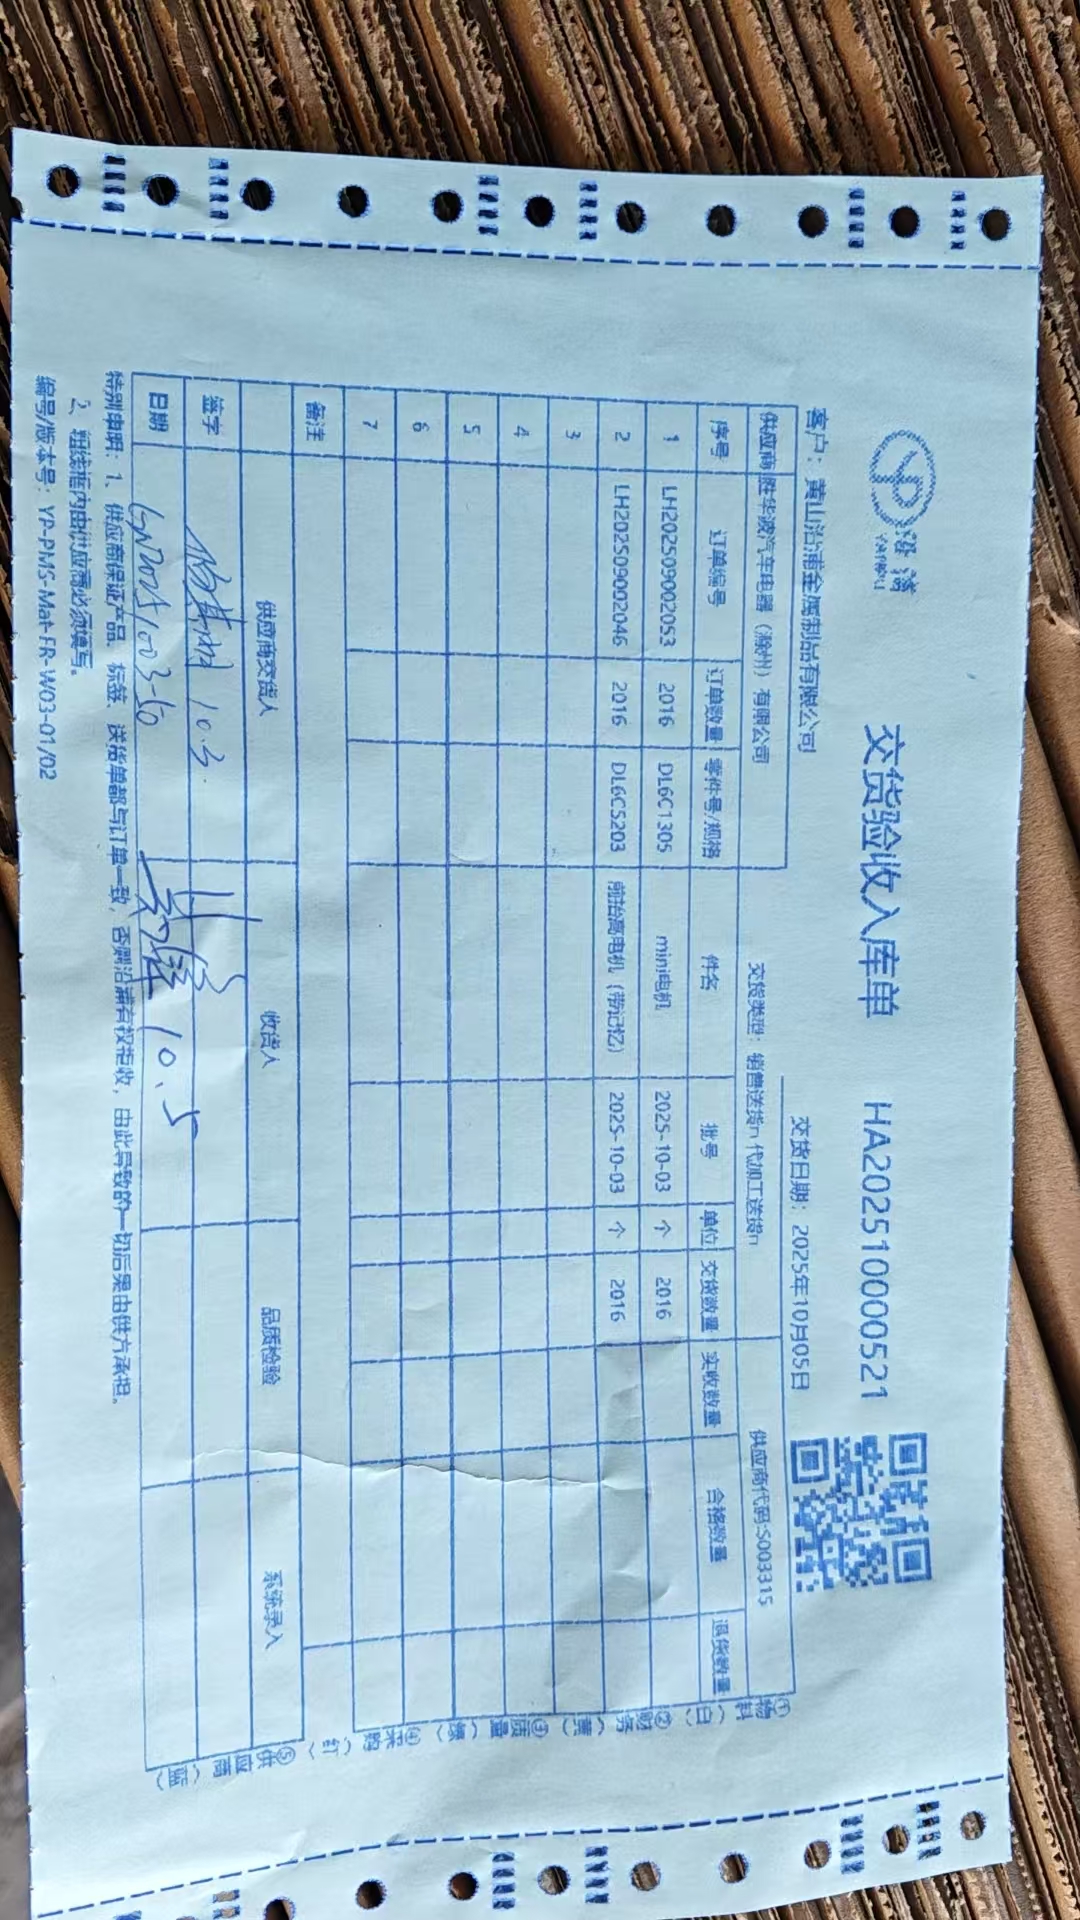 沿浦
YANPU
交货验收入库单
HA202510000521
客户：黄山沿浦金属制品有限公司
交货日期：2025年10月05日
供应商 胜华波汽车电器（滁州）有限公司 交货类型：销售送货n 代加工送货n 供应商代码:S003315
序号 订单编号 订单数量 零件号/规格 件名 批号 单位 交货数量 实收数量 合格数量 退货数量
1 LH202509002053 2016 DL6C1305 mini电机 2025-10-03 个 2016
2 LH202509002046 2016 DL6C5203 前抬高电机（带记忆） 2025-10-03 个 2016
3
4
5
6
7
备注
供应商交货人 收货人 品质检验 系统录入
签字 10.3.
日期 10.5
特别申明：1、供应商保证产品、标签、送货单都与订单一致，否则沿浦有权拒收，由此导致的一切后果由供方承担。
2、粗线框内由供应商必须填写。
编号/版本号：YP-PMS-Mat-FR-W03-01/02
①物料（白）②财务（黄）③质量（绿）④采购（红）⑤供应商（蓝）